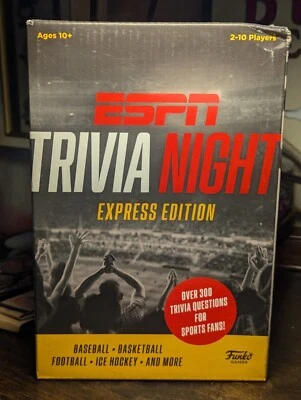 Ages 10+
2-10 Players
ESPN
TRIVIA NIGHT
EXPRESS EDITION
OVER 300
TRIVIA QUESTIONS
FOR
SPORTS FANS!
BASEBALL • BASKETBALL
FOOTBALL • ICE HOCKEY • AND MORE
Funko
GAMES